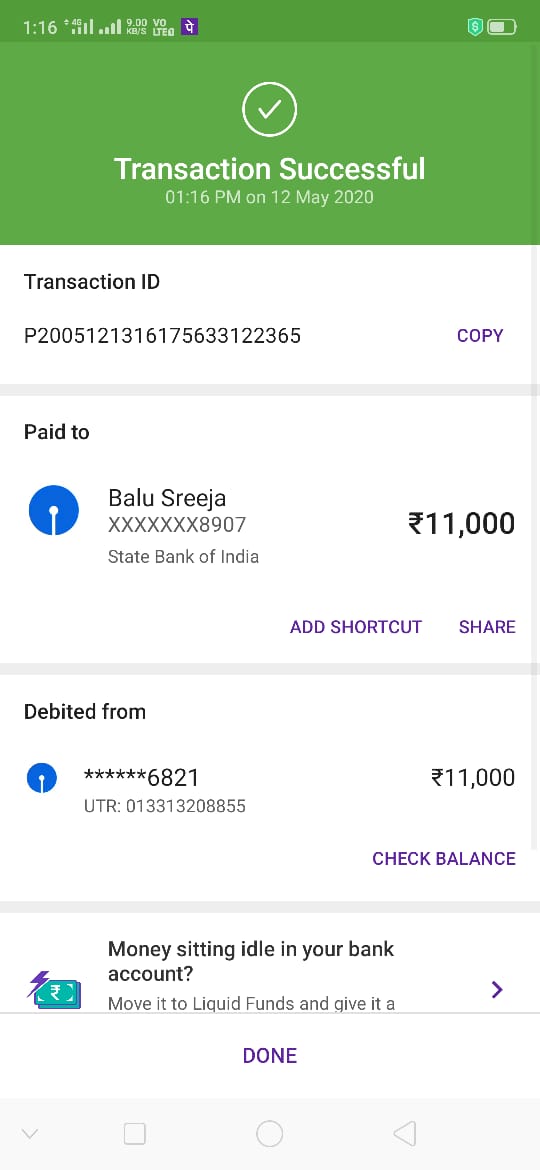 1:16 4G 9.00 KB/S VO LTE पे
Transaction Successful
01:16 PM on 12 May 2020
Transaction ID
P2005121316175633122365 COPY
Paid to
Balu Sreeja
XXXXXXX8907
₹11,000
State Bank of India
ADD SHORTCUT SHARE
Debited from
******6821 ₹11,000
UTR: 013313208855
CHECK BALANCE
Money sitting idle in your bank
account?
Move it to Liquid Funds and give it a
DONE